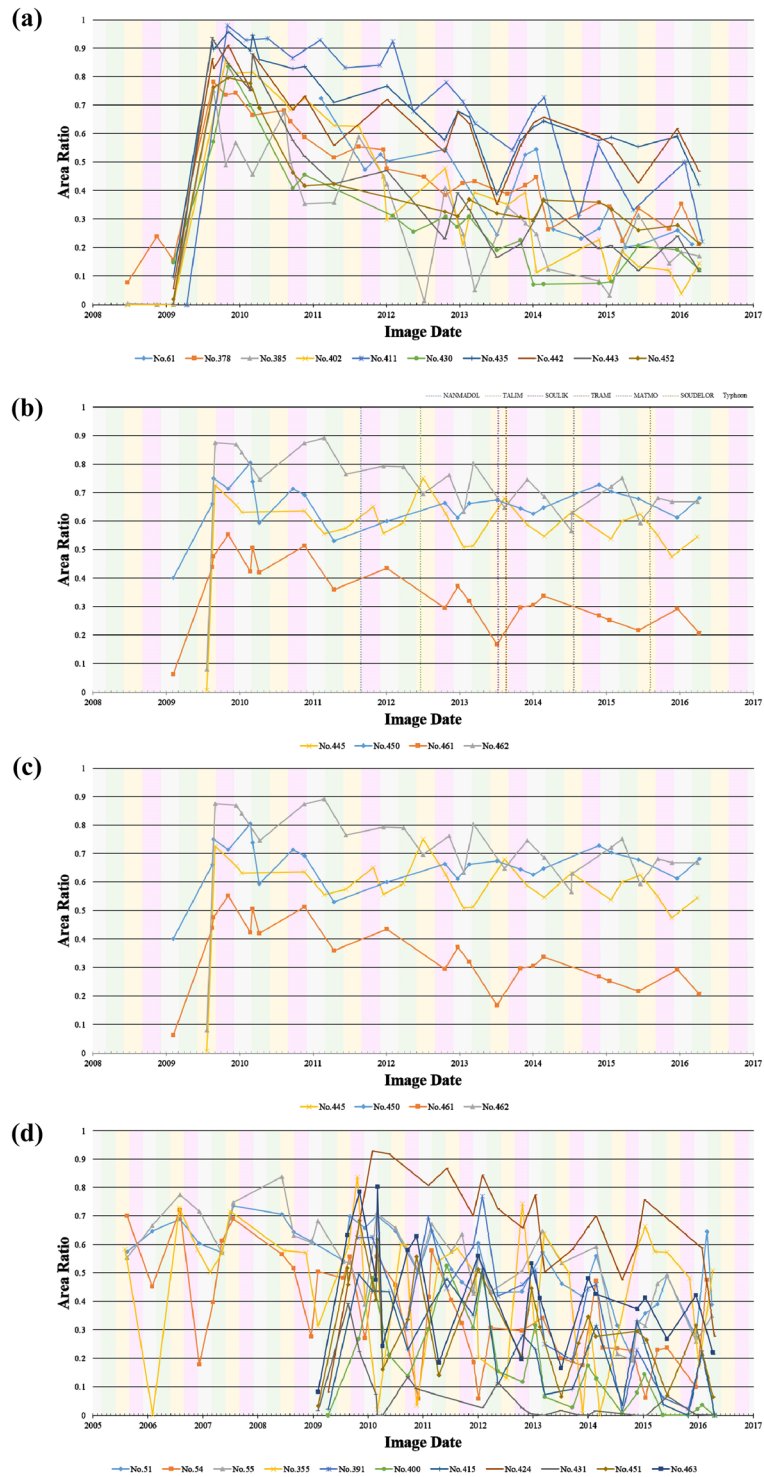 (a)
1
0.9
0.8
0.7
0.6
0.5
0.4
0.3
0.2
0.1
0
Area Ratio
2008 2009 2010 2011 2012 2013 2014 2015 2016 2017
Image Date
No.61 No.378 No.385 No.402 No.411 No.430 No.435 No.442 No.443 No.452
(b)
NANMADOL TALIM SOULIK TRAMI MATMO SOUDELOR Typhoon
1
0.9
0.8
0.7
0.6
0.5
0.4
0.3
0.2
0.1
0
Area Ratio
2008 2009 2010 2011 2012 2013 2014 2015 2016 2017
Image Date
No.445 No.450 No.461 No.462
(c)
1
0.9
0.8
0.7
0.6
0.5
0.4
0.3
0.2
0.1
0
Area Ratio
2008 2009 2010 2011 2012 2013 2014 2015 2016 2017
Image Date
No.445 No.450 No.461 No.462
(d)
1
0.9
0.8
0.7
0.6
0.5
0.4
0.3
0.2
0.1
0
Area Ratio
2005 2006 2007 2008 2009 2010 2011 2012 2013 2014 2015 2016 2017
Image Date
No.51 No.54 No.55 No.355 No.391 No.400 No.415 No.424 No.431 No.451 No.463